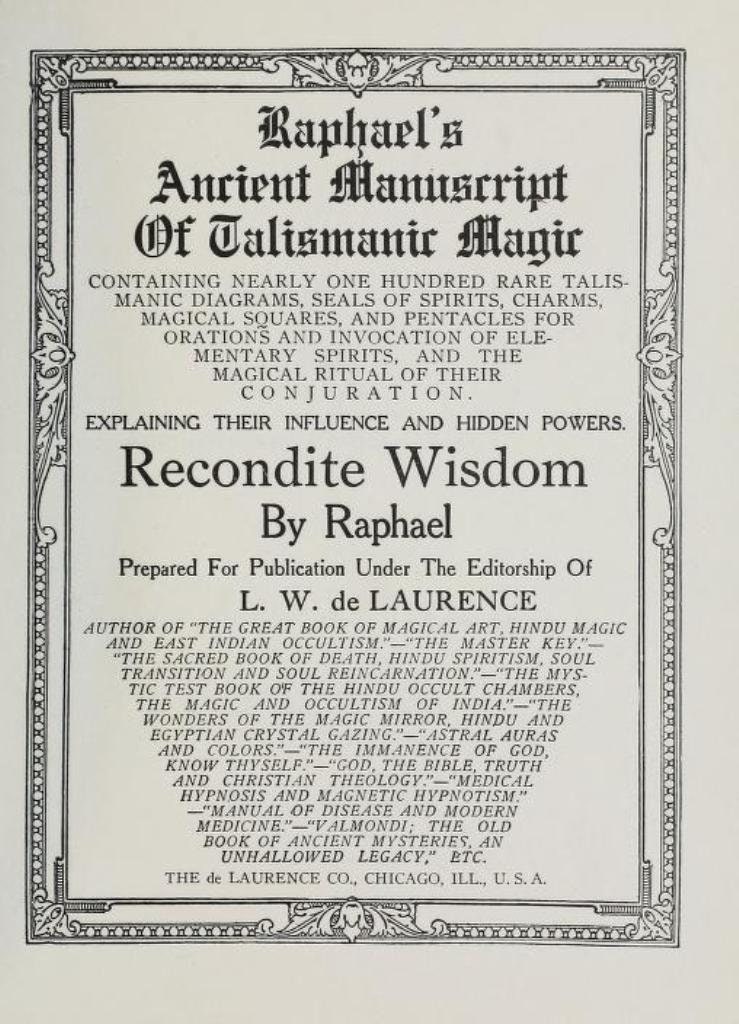 Raphael's
Ancient Manuscript
Of Talismanic Magic
CONTAINING NEARLY ONE HUNDRED RARE TALIS-
MANIC DIAGRAMS, SEALS OF SPIRITS, CHARMS,
MAGICAL SQUARES, AND PENTACLES FOR
ORATIONS AND INVOCATION OF ELE-
MENTARY SPIRITS, AND THE
MAGICAL RITUAL OF THEIR
CONJURATION.
EXPLAINING THEIR INFLUENCE AND HIDDEN POWERS.
Recondite Wisdom
By Raphael
Prepared For Publication Under The Editorship Of
L. W. de LAURENCE
AUTHOR OF "THE GREAT BOOK OF MAGICAL ART, HINDU MAGIC
AND EAST INDIAN OCCULTISM."—"THE MASTER KEY."—
"THE SACRED BOOK OF DEATH, HINDU SPIRITISM, SOUL
TRANSITION AND SOUL REINCARNATION."—"THE MYS-
TIC TEST BOOK OF THE HINDU OCCULT CHAMBERS,
THE MAGIC AND OCCULTISM OF INDIA."—"THE
WONDERS OF THE MAGIC MIRROR, HINDU AND
EGYPTIAN CRYSTAL GAZING."—"ASTRAL AURAS
AND COLORS."—"THE IMMANENCE OF GOD,
KNOW THYSELF."—"GOD, THE BIBLE, TRUTH
AND CHRISTIAN THEOLOGY."—"MEDICAL
HYPNOSIS AND MAGNETIC HYPNOTISM."
—"MANUAL OF DISEASE AND MODERN
MEDICINE."—"VALMONDI; THE OLD
BOOK OF ANCIENT MYSTERIES, AN
UNHALLOWED LEGACY," ETC.
THE de LAURENCE CO., CHICAGO, ILL., U. S. A.